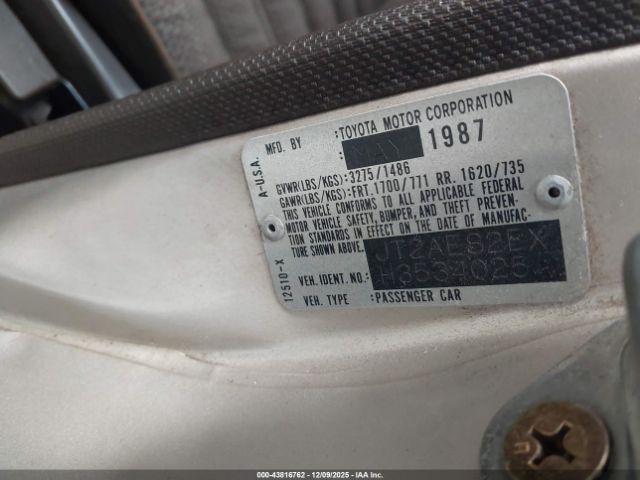 A-U.S.A.
MFD. BY :TOYOTA MOTOR CORPORATION
:MAY 1987
GVWR(LBS/KGS):3275/1486
GAWR(LBS/KGS):FRT.1700/771 RR. 1620/735
THIS VEHICLE CONFORMS TO ALL APPLICABLE FEDERAL
MOTOR VEHICLE SAFETY, BUMPER, AND THEFT PREVEN-
TION STANDARDS IN EFFECT ON THE DATE OF MANUFAC-
TURE SHOWN ABOVE.
VEH. IDENT. NO.:
VEH. TYPE :PASSENGER CAR
12510-X
00-43816762 | 12/09/2025 | IAA Inc.